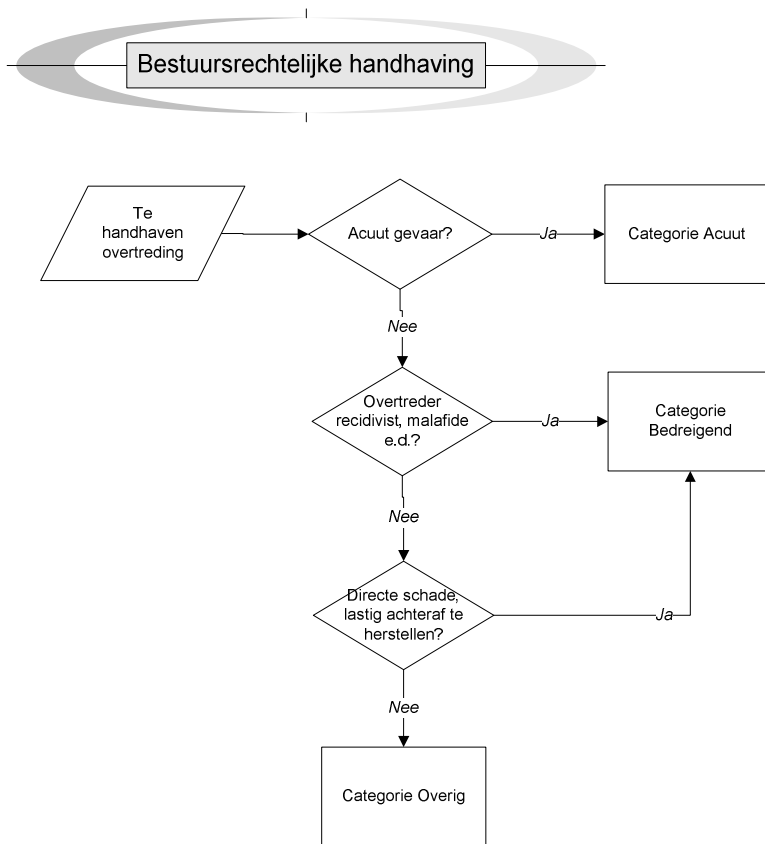 Bestuursrechtelijke handhaving
Te
handhaven
overtreding
Acuut gevaar?
Ja
Categorie Acuut
Nee
Overtreder
recidivist, malafide
e.d.?
Ja
Categorie
Bedreigend
Nee
Directe schade,
lastig achteraf te
herstellen?
Ja
Nee
Categorie Overig